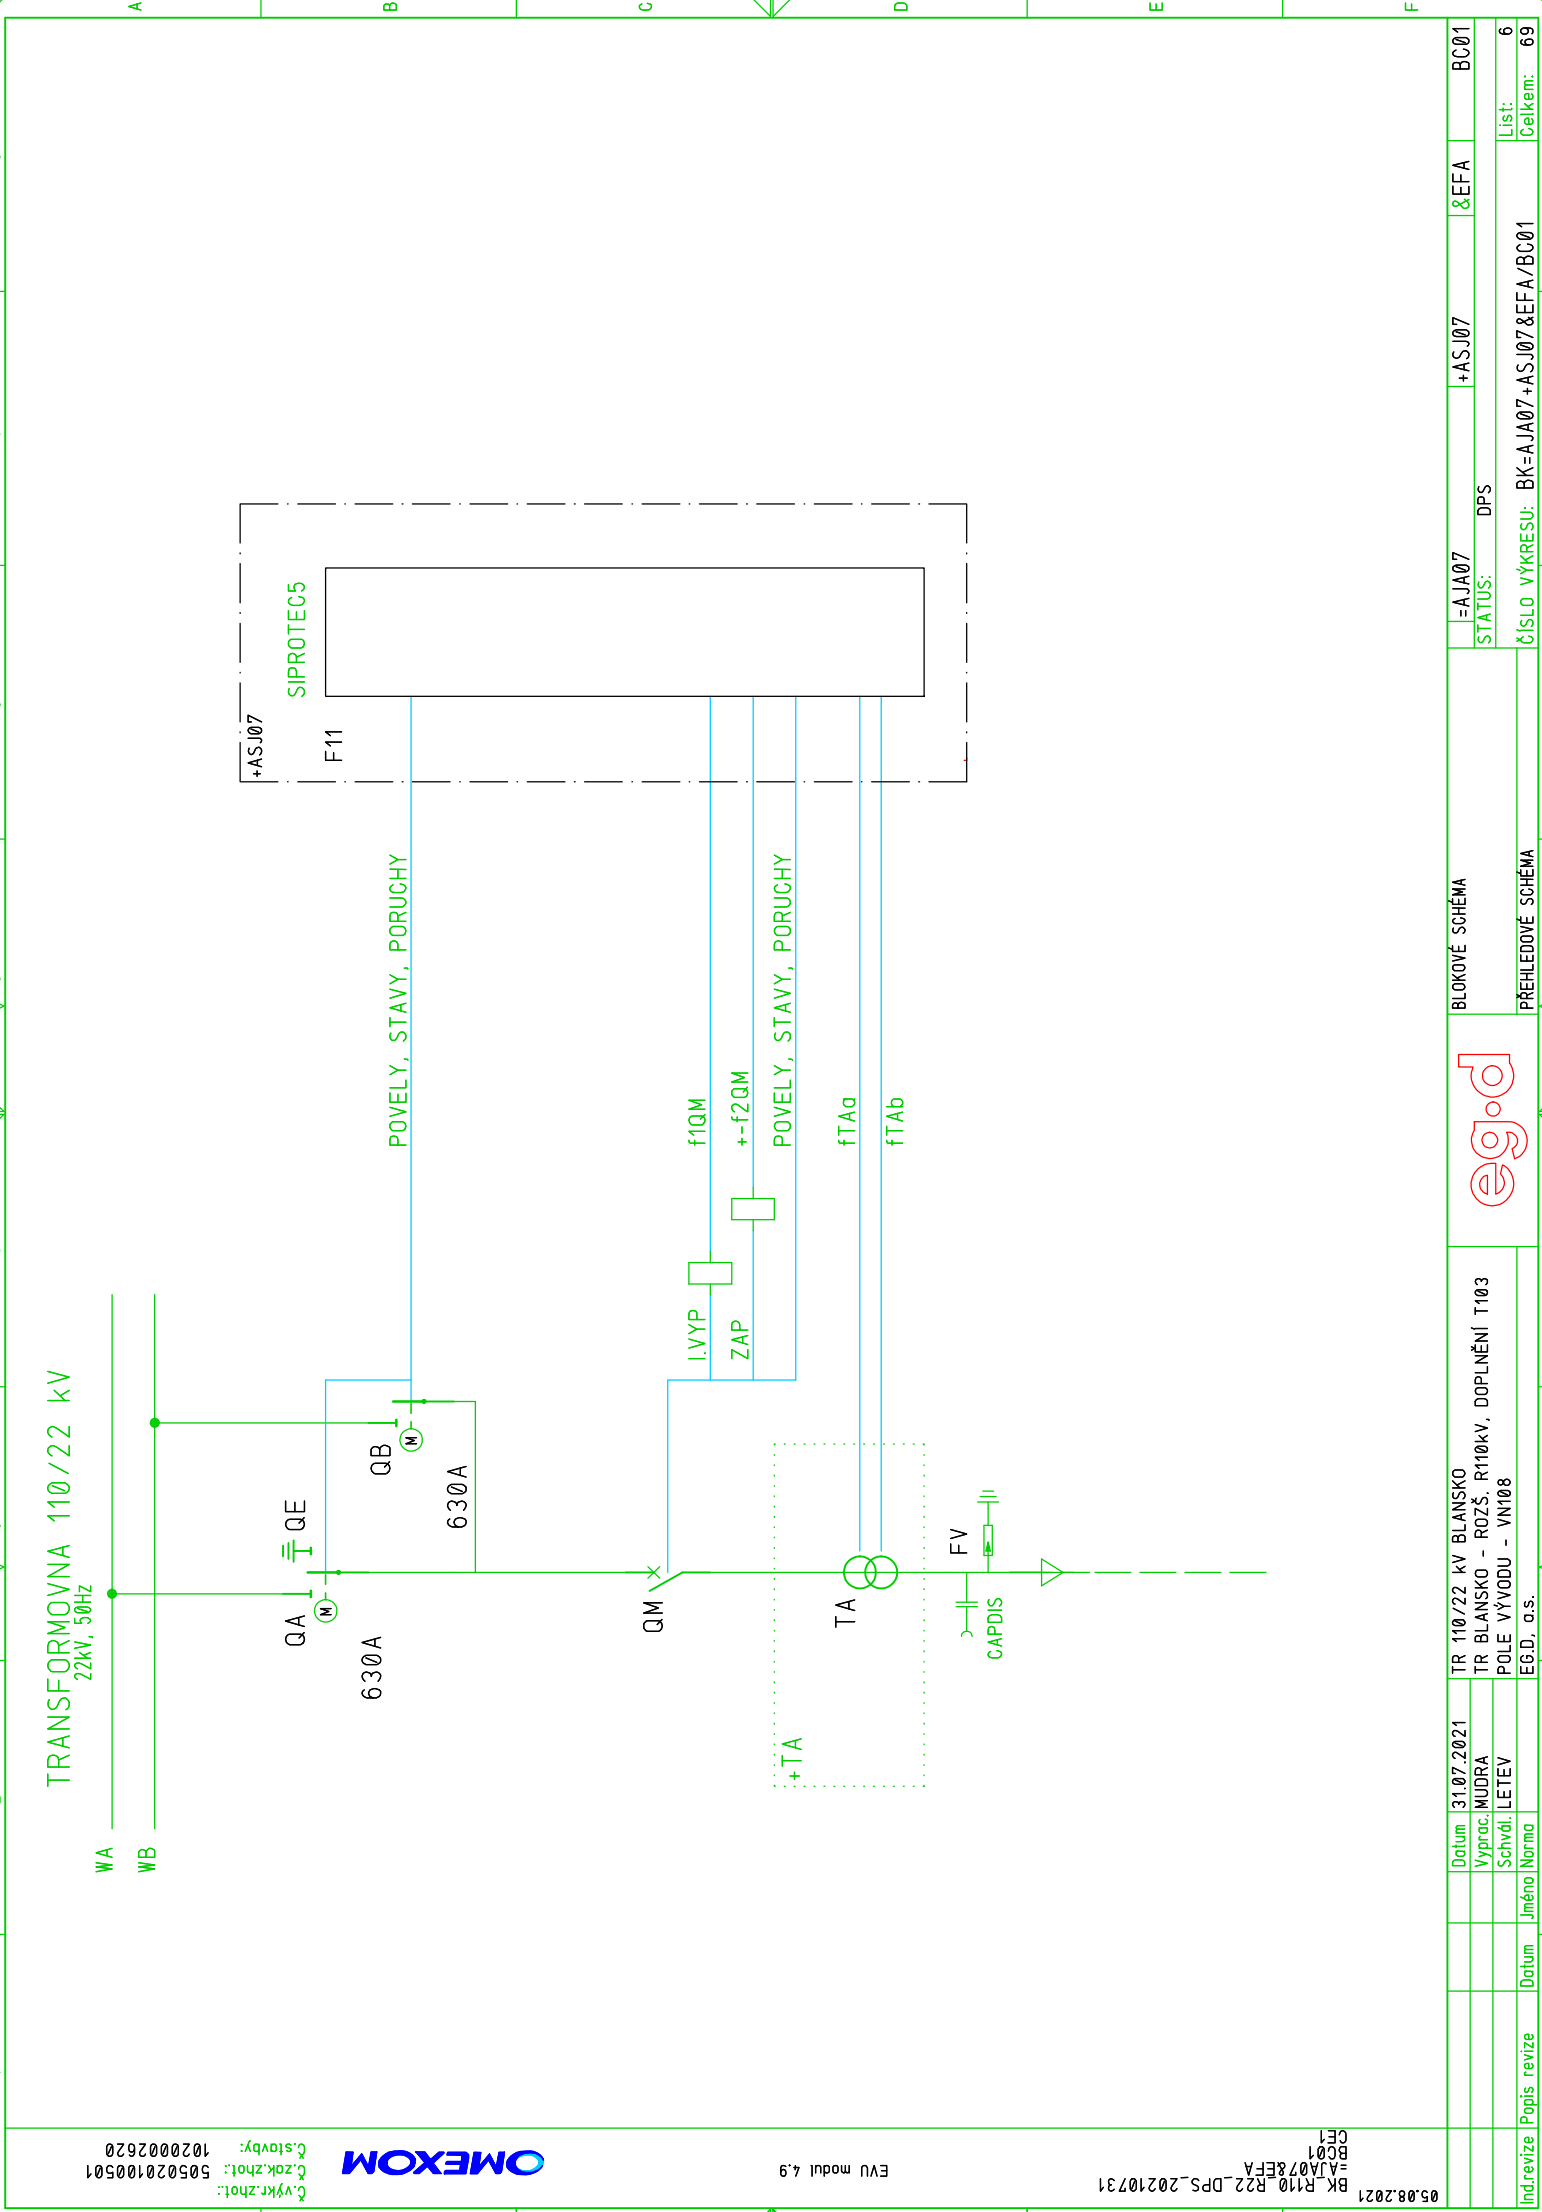 A
B
C
D
E
F
TRANSFORMOVNA 110/22 kV
22kV, 50Hz
WA
WB
QA
QE
QB
630A
630A
QM
TA
+TA
FV
CAPDIS
M
M
POVELY, STAVY, PORUCHY
I.VYP
f1QM
ZAP
+-f2QM
POVELY, STAVY, PORUCHY
fTAa
fTAb
+ASJ07
SIPROTEC5
F11
Č.výkr.zhot.:
Č.zak.zhot.: 505020100501
Č.stavby: 1020002620
OMEXOM
EVU modul 4.9
05.08.2021
BK_R110_R22_DPS_20210731
=AJA07&EFA
BC01
CE1
Ind.revize Popis revize Datum Jméno Norma
Datum 31.07.2021
Vyprac. MUDRA
Schvál. LETEV
TR 110/22 kV BLANSKO
TR BLANSKO - ROZŠ. R110kV, DOPLNĚNÍ T103
POLE VÝVODU - VN108
EG.D, a.s.
eg·d
BLOKOVÉ SCHÉMA
PŘEHLEDOVÉ SCHÉMA
=AJA07 +ASJ07 &EFA BC01
STATUS: DPS
List: 6
ČÍSLO VÝKRESU: BK=AJA07+ASJ07&EFA/BC01 Celkem: 69